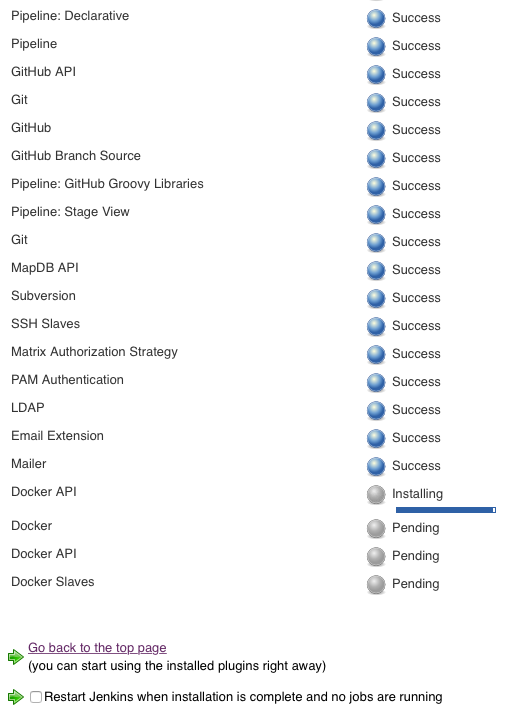 Pipeline: Declarative Success
Pipeline Success
GitHub API Success
Git Success
GitHub Success
GitHub Branch Source Success
Pipeline: GitHub Groovy Libraries Success
Pipeline: Stage View Success
Git Success
MapDB API Success
Subversion Success
SSH Slaves Success
Matrix Authorization Strategy Success
PAM Authentication Success
LDAP Success
Email Extension Success
Mailer Success
Docker API Installing
Docker Pending
Docker API Pending
Docker Slaves Pending
Go back to the top page
(you can start using the installed plugins right away)
Restart Jenkins when installation is complete and no jobs are running